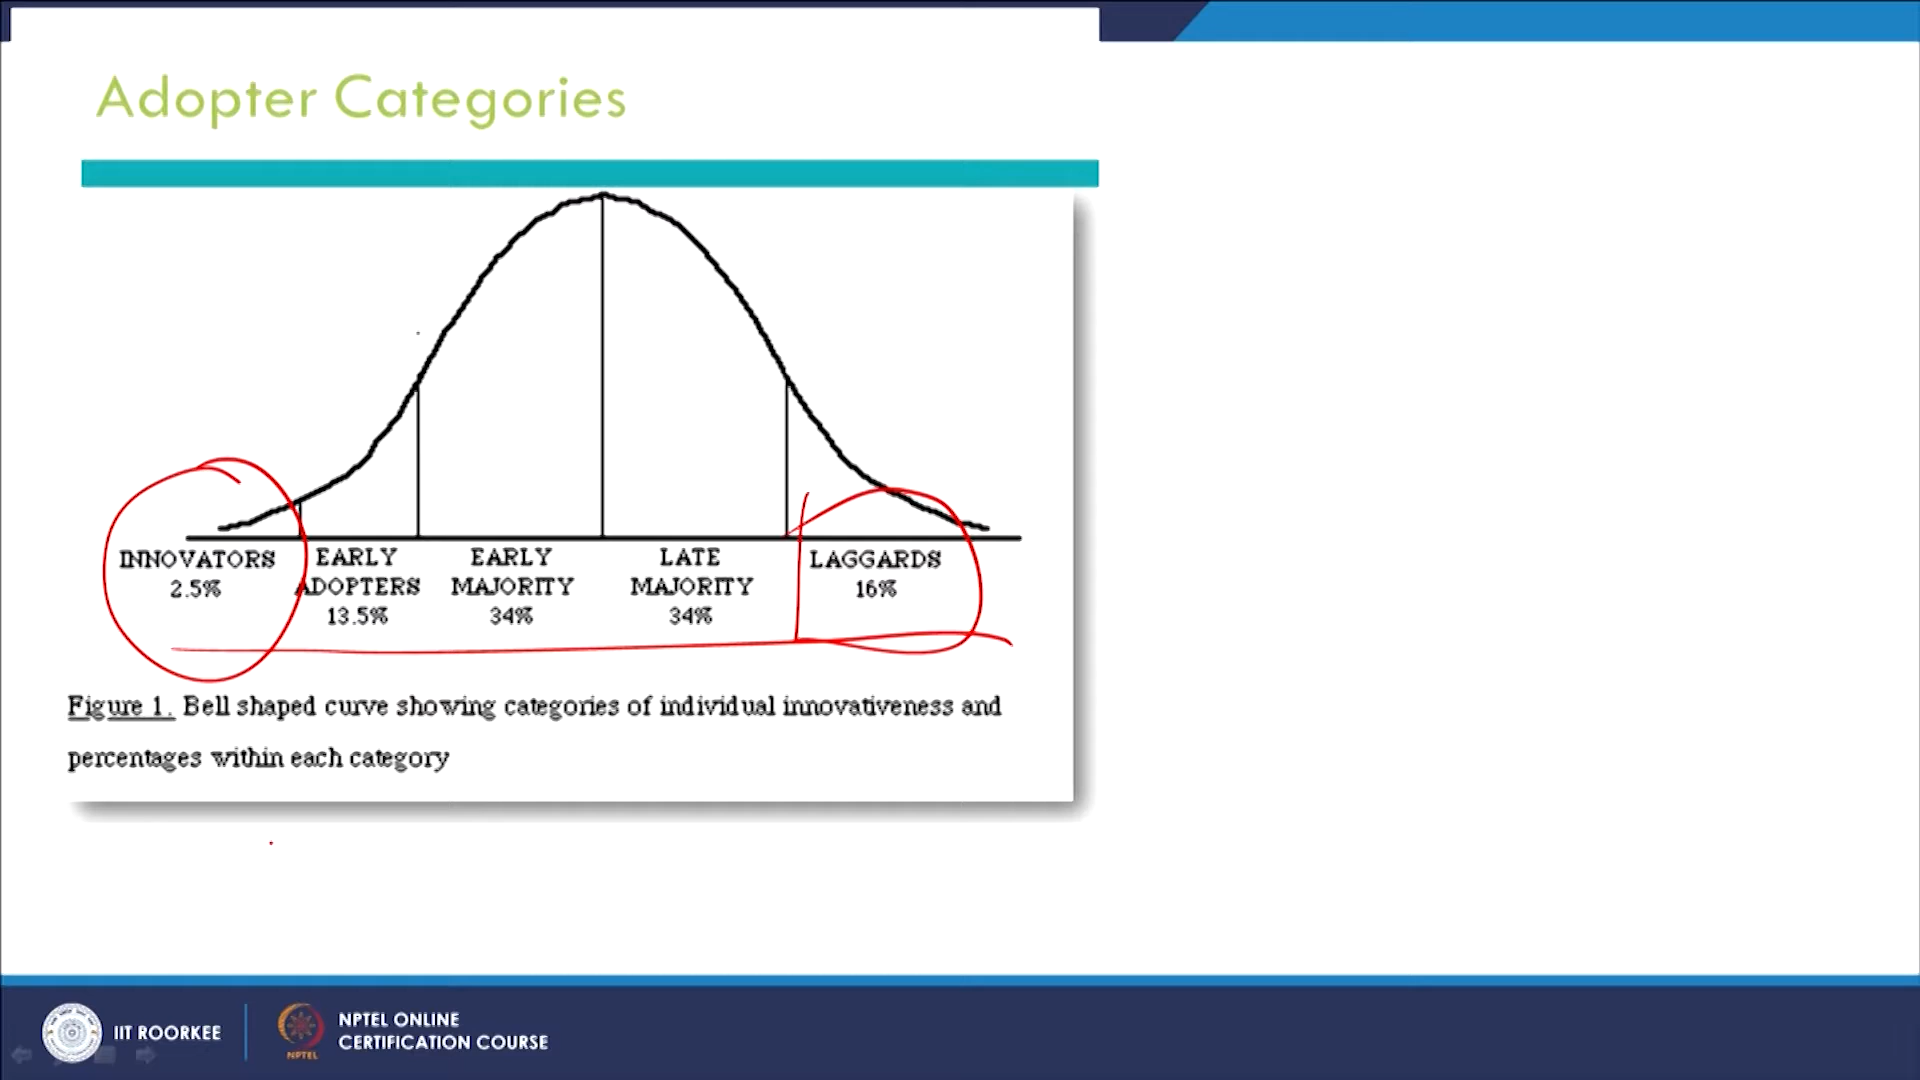 Adopter Categories
INNOVATORS
2.5%
EARLY
ADOPTERS
13.5%
EARLY
MAJORITY
34%
LATE
MAJORITY
34%
LAGGARDS
16%
Figure 1. Bell shaped curve showing categories of individual innovativeness and
percentages within each category
IIT ROORKEE
NPTEL
NPTEL ONLINE
CERTIFICATION COURSE